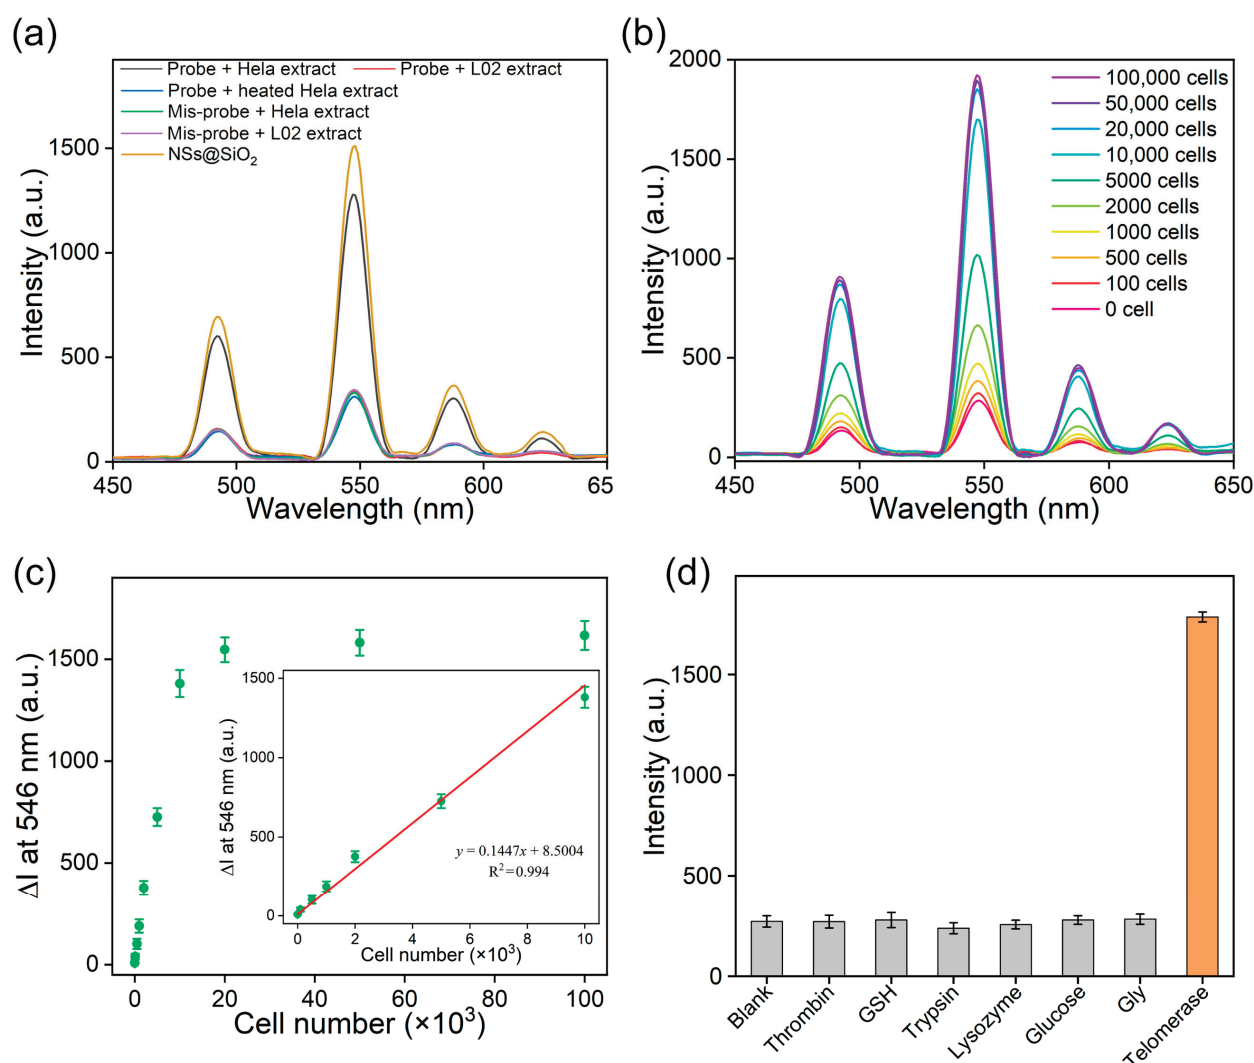 (a)
Intensity (a.u.)
1500
1000
500
0
Probe + Hela extract
Probe + L02 extract
Probe + heated Hela extract
Mis-probe + Hela extract
Mis-probe + L02 extract
NSs@SiO₂
450 500 550 600 65
Wavelength (nm)
(b)
Intensity (a.u.)
2000
1500
1000
500
0
100,000 cells
50,000 cells
20,000 cells
10,000 cells
5000 cells
2000 cells
1000 cells
500 cells
100 cells
0 cell
450 500 550 600 650
Wavelength (nm)
(c)
ΔI at 546 nm (a.u.)
1500
1000
500
0
0 20 40 60 80 100
Cell number (×10³)
ΔI at 546 nm (a.u.)
1500
1000
500
0
y = 0.1447x + 8.5004
R²=0.994
0 2 4 6 8 10
Cell number (×10³)
(d)
Intensity (a.u.)
1500
1000
500
0
Blank
Thrombin
GSH
Trypsin
Lysozyme
Glucose
Gly
Telomerase